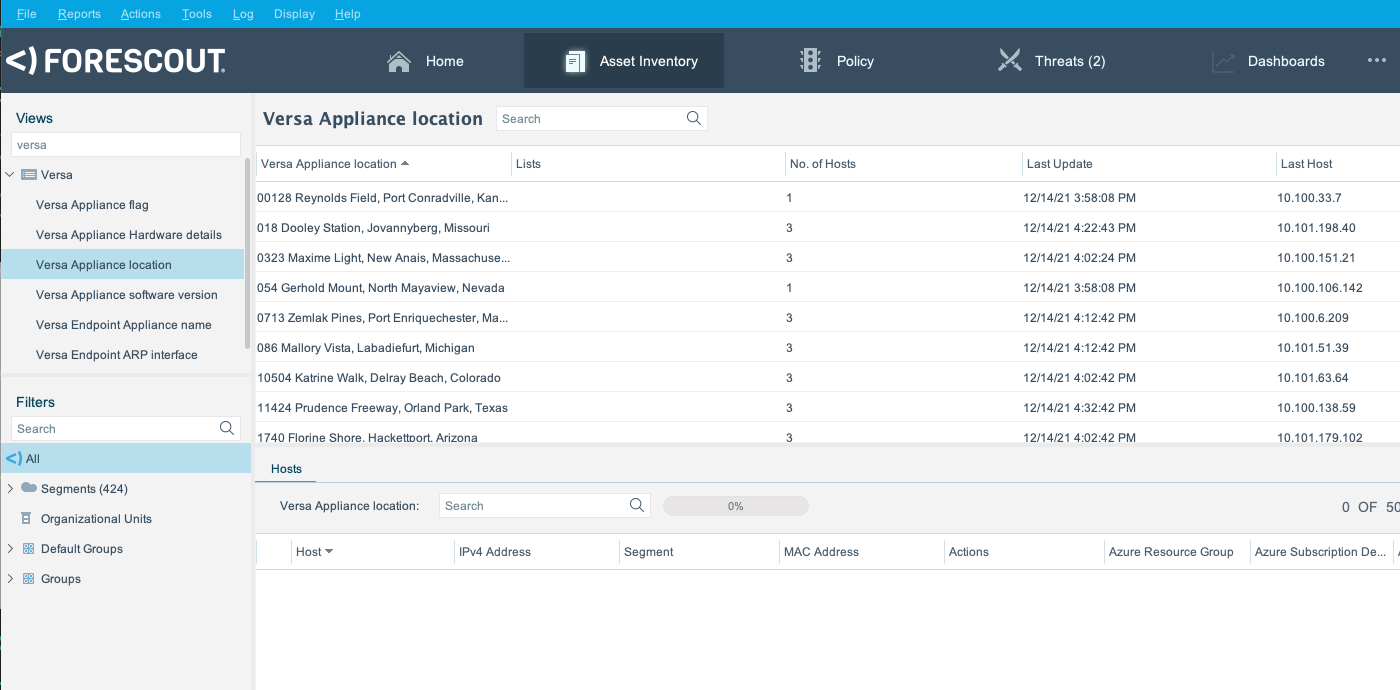 File Reports Actions Tools Log Display Help
<)FORESCOUT. Home Asset Inventory Policy Threats (2) Dashboards •••
Views
versa
Versa
Versa Appliance flag
Versa Appliance Hardware details
Versa Appliance location
Versa Appliance software version
Versa Endpoint Appliance name
Versa Endpoint ARP interface
Filters
Search
All
Segments (424)
Organizational Units
Default Groups
Groups
Versa Appliance location Search
Versa Appliance location Lists No. of Hosts Last Update Last Host
00128 Reynolds Field, Port Conradville, Kan... 1 12/14/21 3:58:08 PM 10.100.33.7
018 Dooley Station, Jovannyberg, Missouri 3 12/14/21 4:22:43 PM 10.101.198.40
0323 Maxime Light, New Anais, Massachuse... 3 12/14/21 4:02:24 PM 10.100.151.21
054 Gerhold Mount, North Mayaview, Nevada 1 12/14/21 3:58:08 PM 10.100.106.142
0713 Zemlak Pines, Port Enriquechester, Ma... 3 12/14/21 4:12:42 PM 10.100.6.209
086 Mallory Vista, Labadiefurt, Michigan 3 12/14/21 4:12:42 PM 10.101.51.39
10504 Katrine Walk, Delray Beach, Colorado 3 12/14/21 4:02:42 PM 10.101.63.64
11424 Prudence Freeway, Orland Park, Texas 3 12/14/21 4:32:42 PM 10.100.138.59
1740 Florine Shore, Hackettport, Arizona 3 12/14/21 4:02:42 PM 10.101.179.102
Hosts
Versa Appliance location: Search 0% 0 OF 50
Host IPv4 Address Segment MAC Address Actions Azure Resource Group Azure Subscription De...